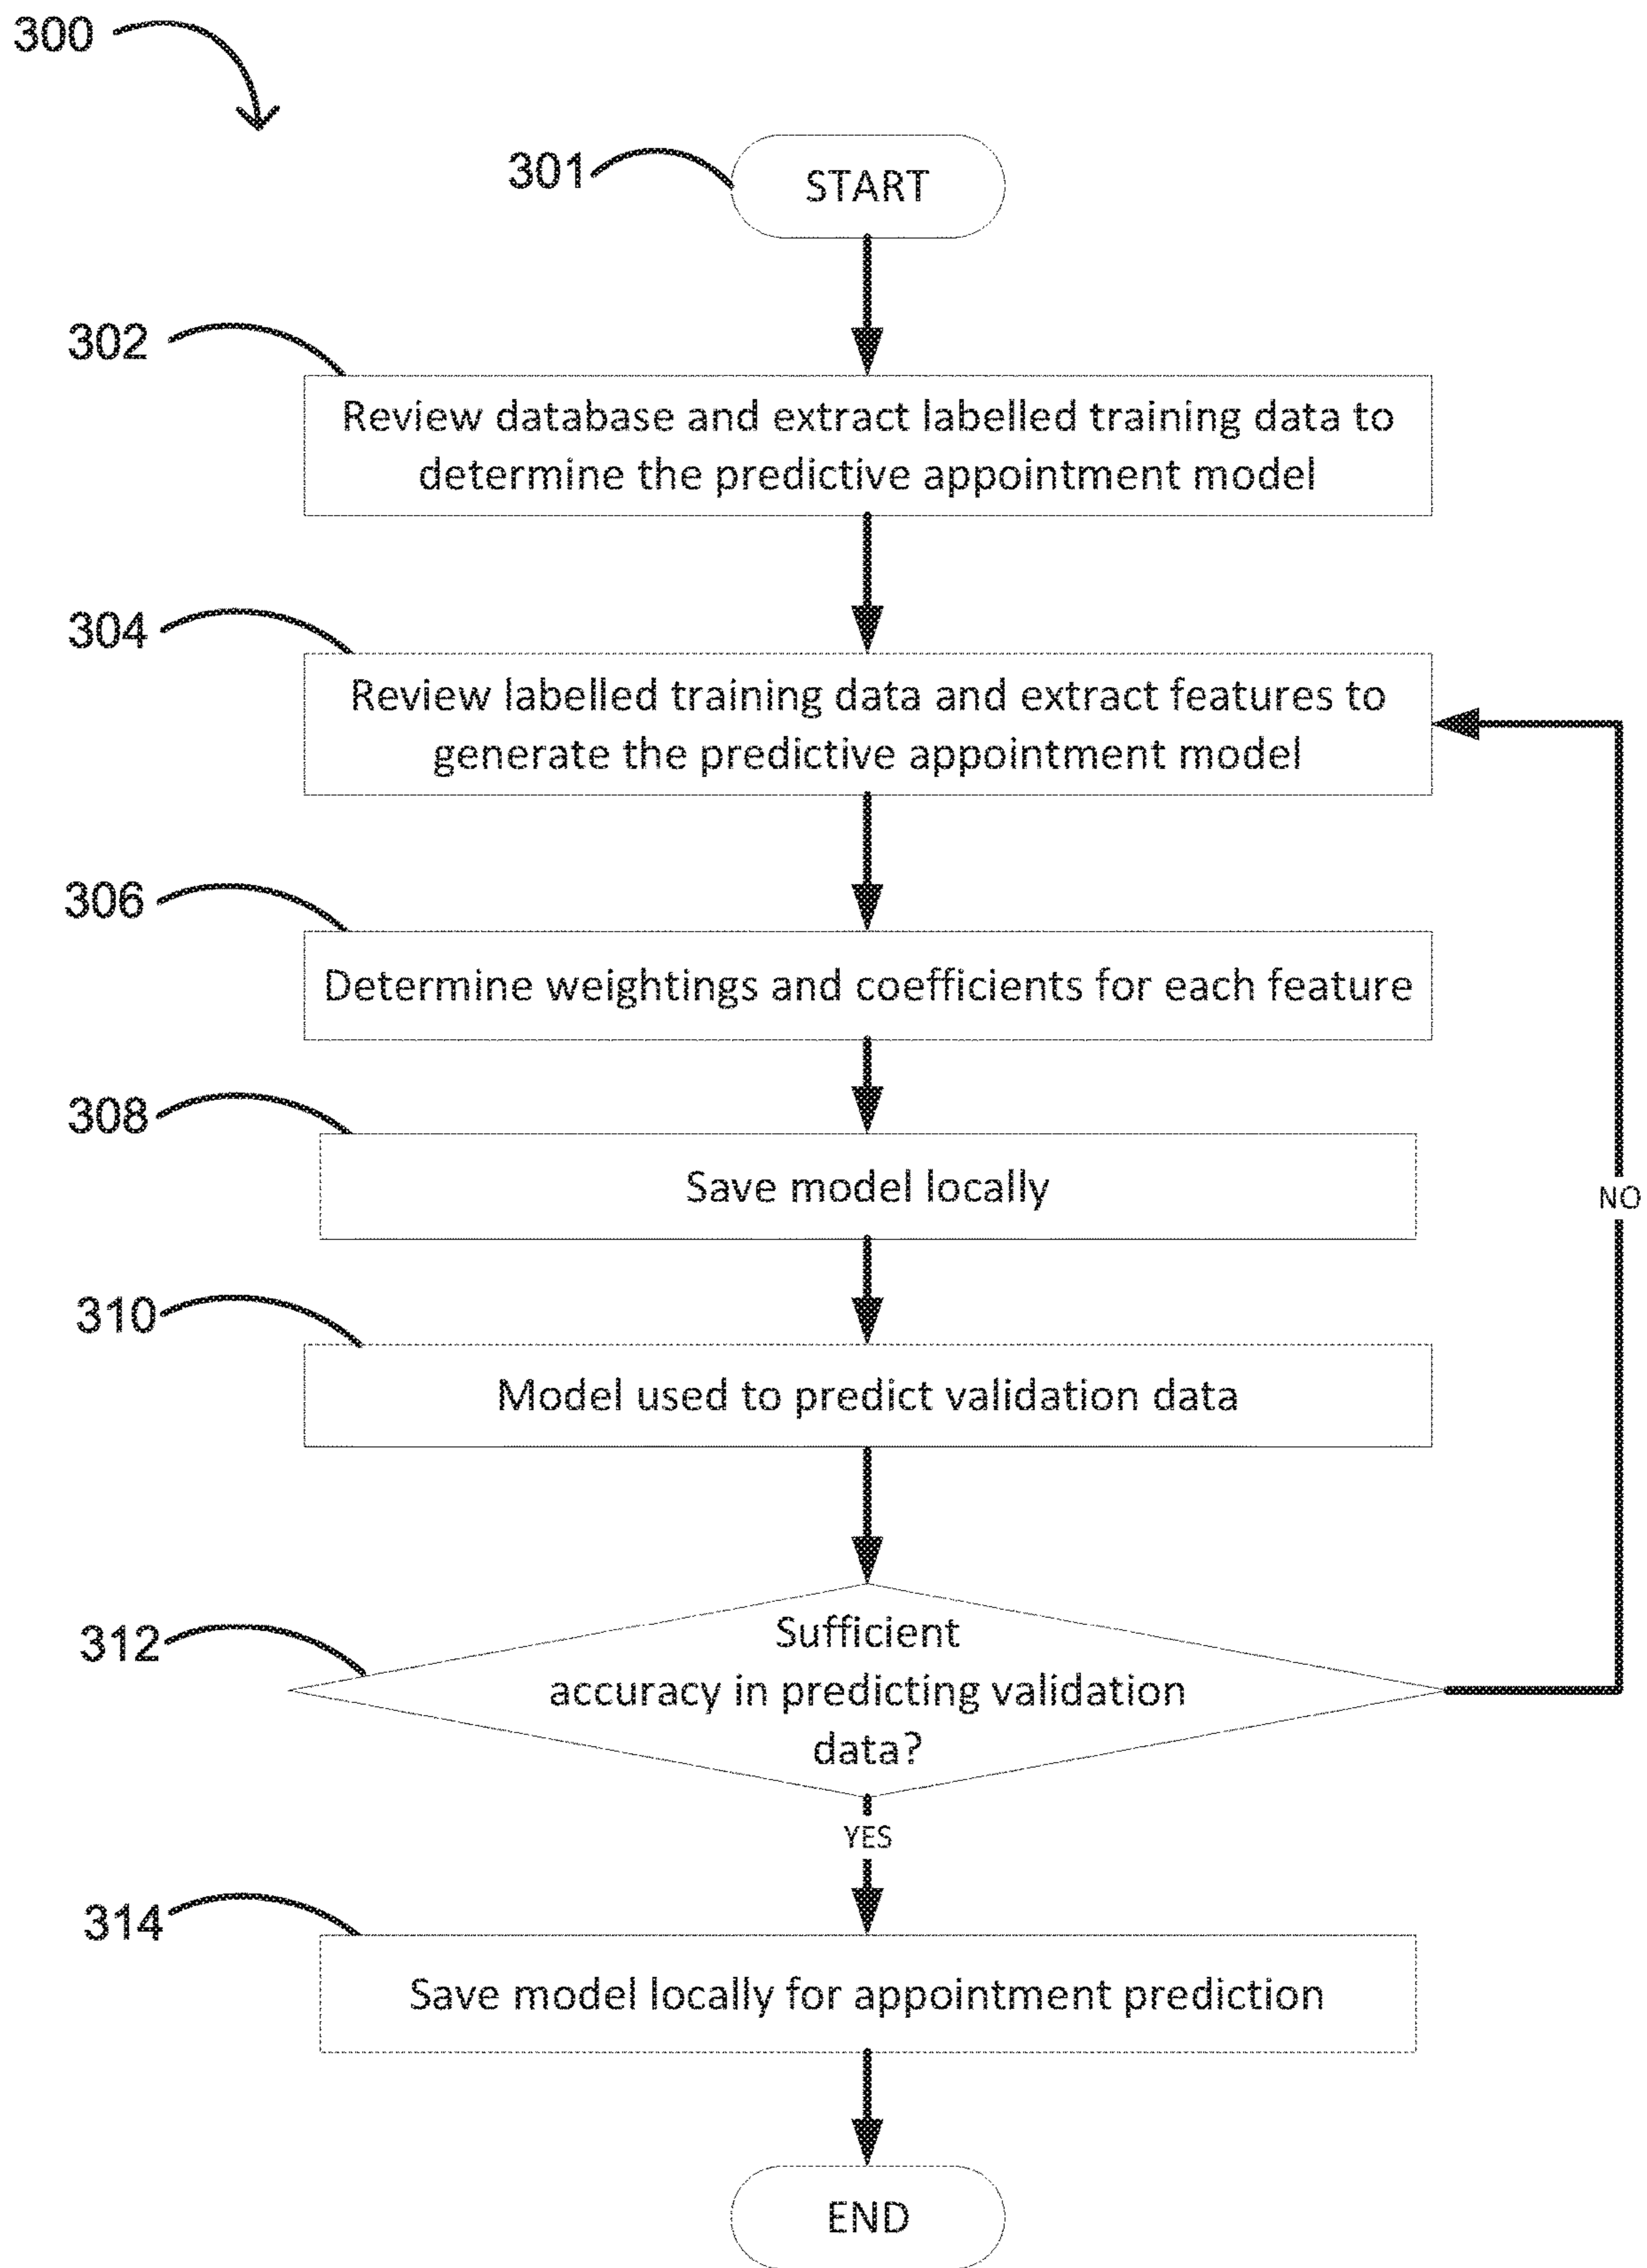 300
301
START
302
Review database and extract labelled training data to
determine the predictive appointment model
304
Review labelled training data and extract features to
generate the predictive appointment model
306
Determine weightings and coefficients for each feature
308
Save model locally
NO
310
Model used to predict validation data
312
Sufficient
accuracy in predicting validation
data?
YES
314
Save model locally for appointment prediction
END